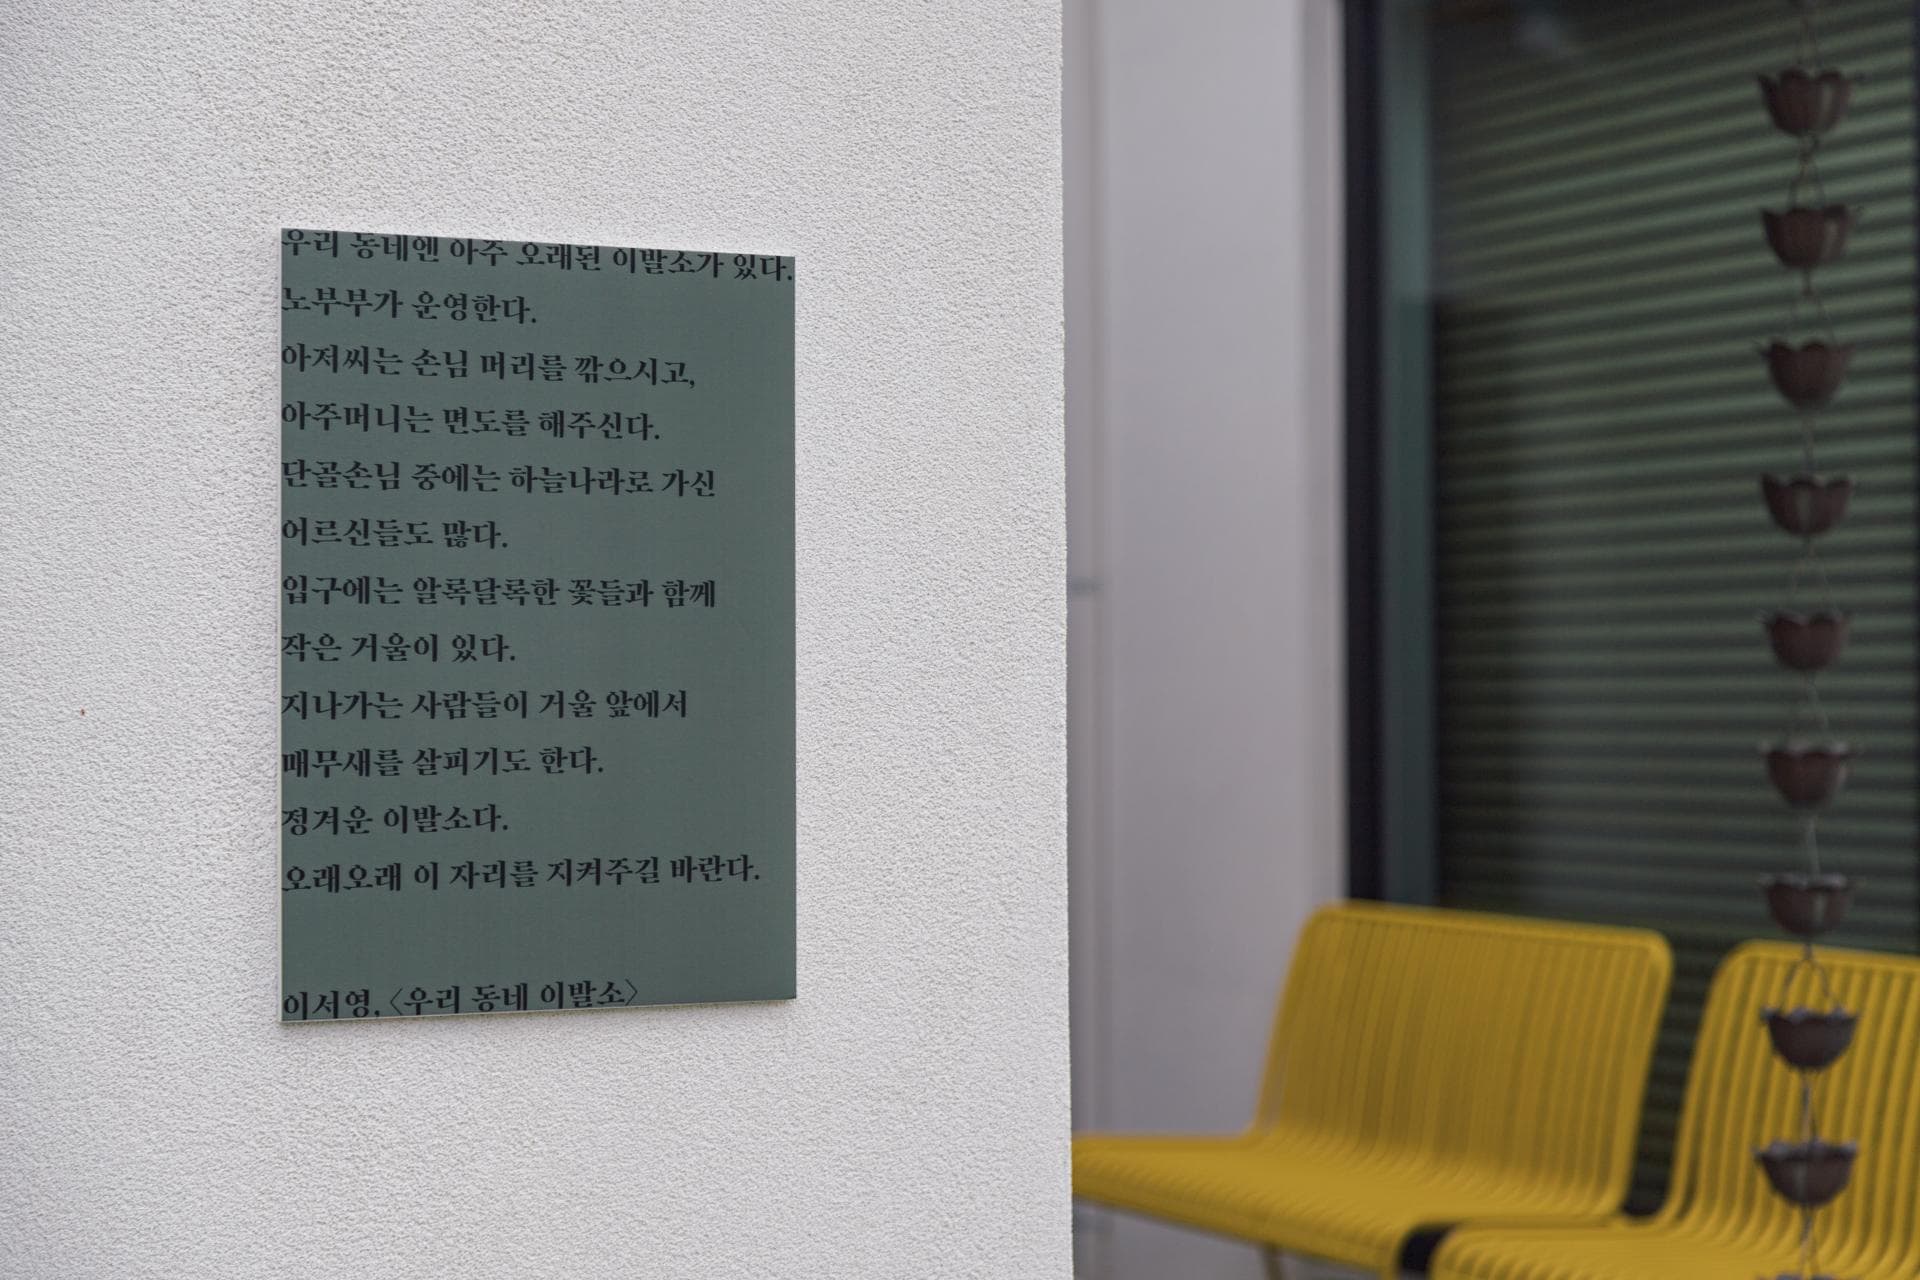 우리 동네엔 아주 오래된 이발소가 있다.
노부부가 운영한다.
아저씨는 손님 머리를 깎으시고,
아주머니는 면도를 해주신다.
단골손님 중에는 하늘나라로 가신
어르신들도 많다.
입구에는 알록달록한 꽃들과 함께
작은 거울이 있다.
지나가는 사람들이 거울 앞에서
매무새를 살피기도 한다.
정겨운 이발소다.
오래오래 이 자리를 지켜주길 바란다.
이서영, 〈우리 동네 이발소〉